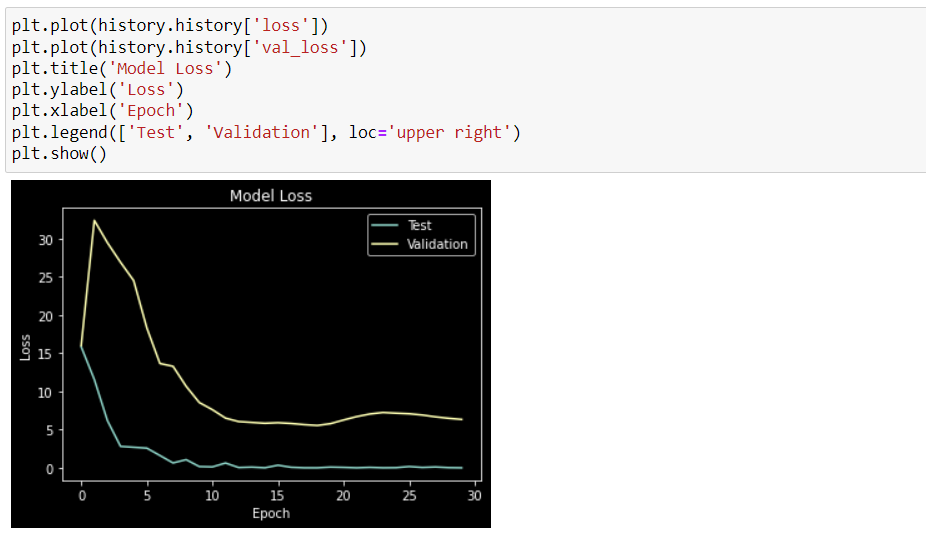 plt.plot(history.history['loss'])
plt.plot(history.history['val_loss'])
plt.title('Model Loss')
plt.ylabel('Loss')
plt.xlabel('Epoch')
plt.legend(['Test', 'Validation'], loc='upper right')
plt.show()
Model Loss
Test
Validation
30
25
20
15
10
5
0
Loss
0 5 10 15 20 25 30
Epoch